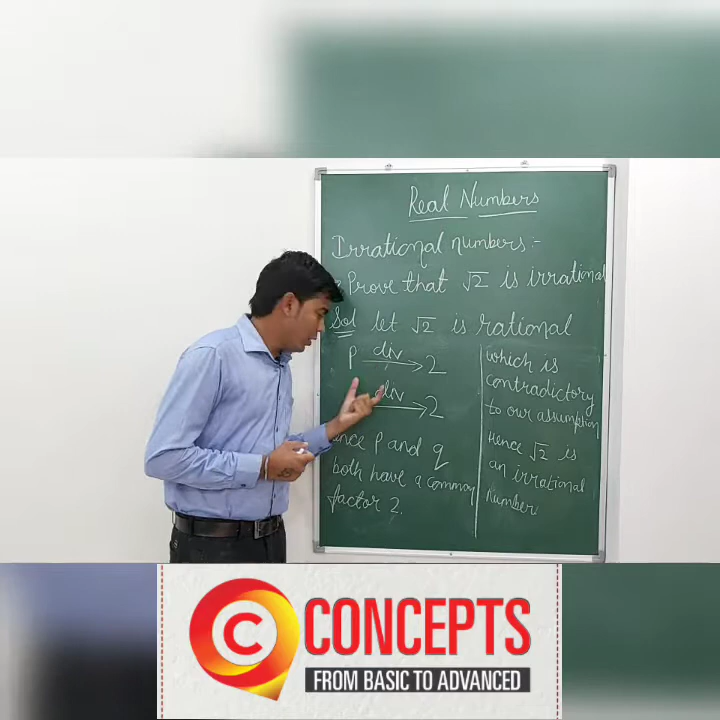 Real Numbers
Irrational numbers:-
Prove that √2 is irrational
Sol let √2 is rational
P div → 2
div → 2
P and q
both have a common
factor 2.
which is
contradictory
to our assumption
Hence √2 is
an irrational
Number
C CONCEPTS
FROM BASIC TO ADVANCED